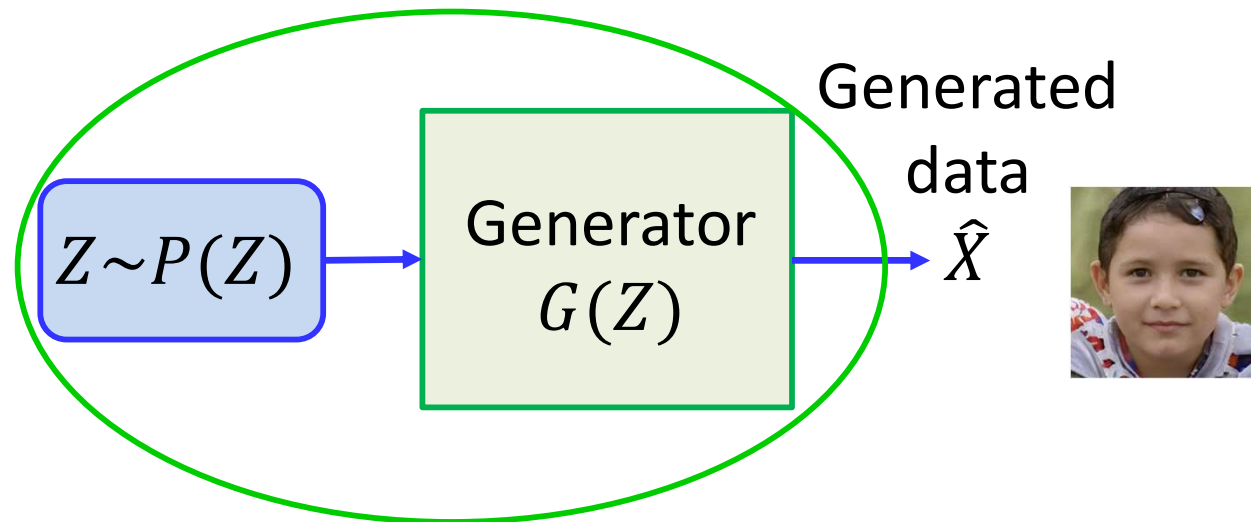 Z~P(Z)
Generator
G(Z)
Generated
data
X̂